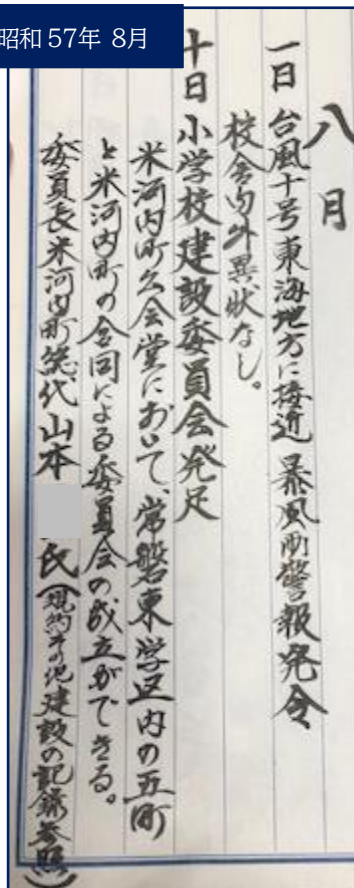 昭和57年 8月
八月
一日 台風十号東海地方に接近 暴風雨警報発令
校舎内外異状なし。
十日 小学校建設委員会発足
米河内町公会堂において、常磐東学区内の五町
と米河内町の合同による委員会の成立ができる。
委員長米河内町総代山本 氏(規約その他建設の記録参照)